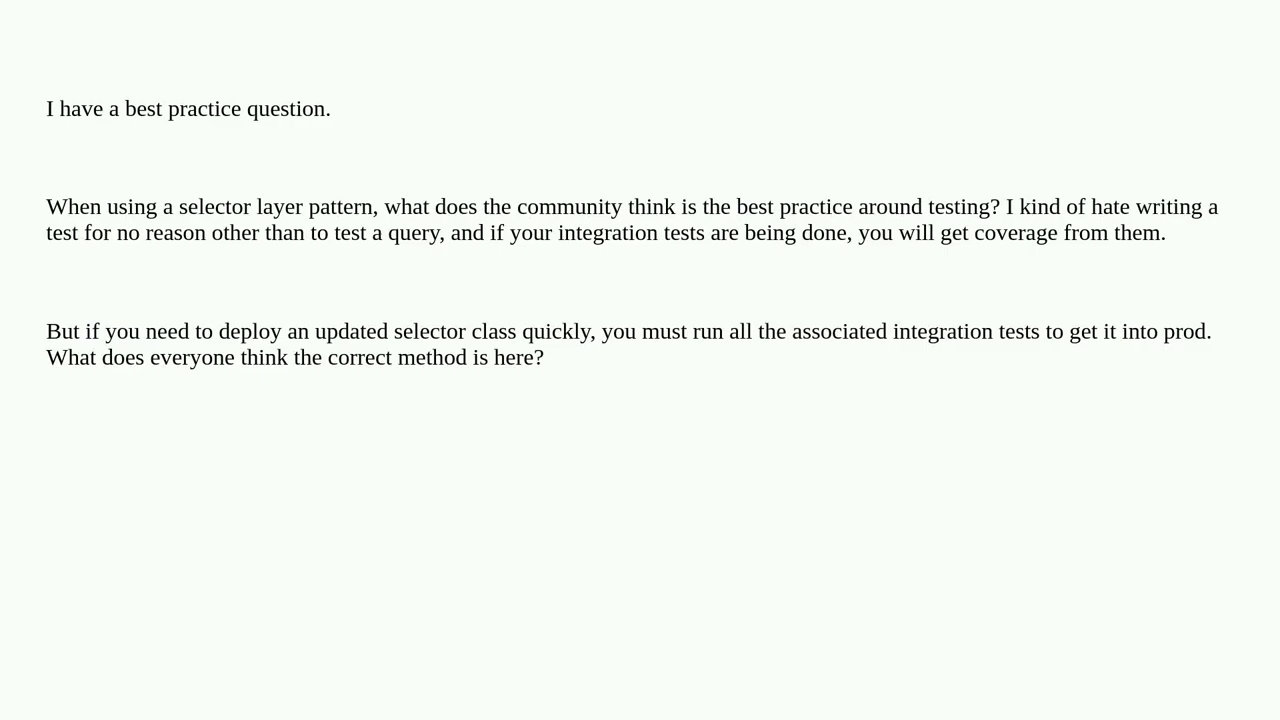 I have a best practice question.
When using a selector layer pattern, what does the community think is the best practice around testing? I kind of hate writing a
test for no reason other than to test a query, and if your integration tests are being done, you will get coverage from them.
But if you need to deploy an updated selector class quickly, you must run all the associated integration tests to get it into prod.
What does everyone think the correct method is here?